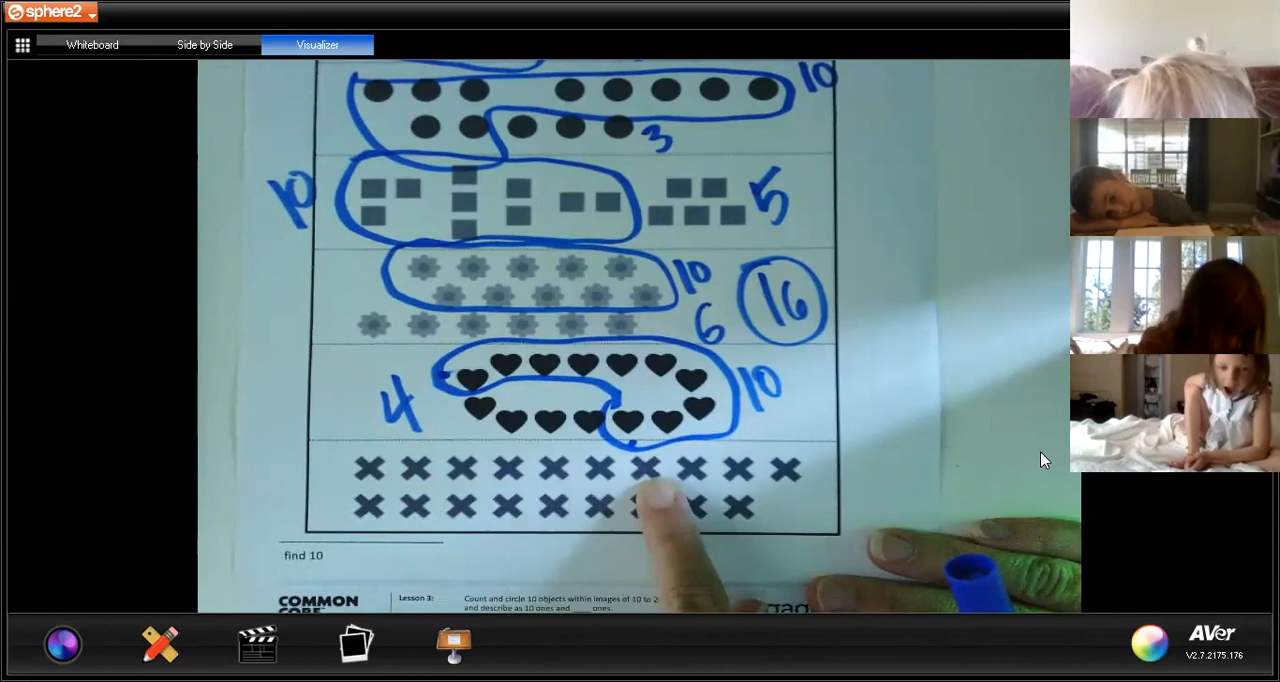 sphere2
Whiteboard
Side by Side
Visualizer
10
3
10
5
10
16
6
4
10
find 10
COMMON
CORE
Lesson 3:
Count and circle 10 objects within images of 10 to 2
and describe as 10 ones and ___ ones.
gag
AVer
V2.7.2175.176